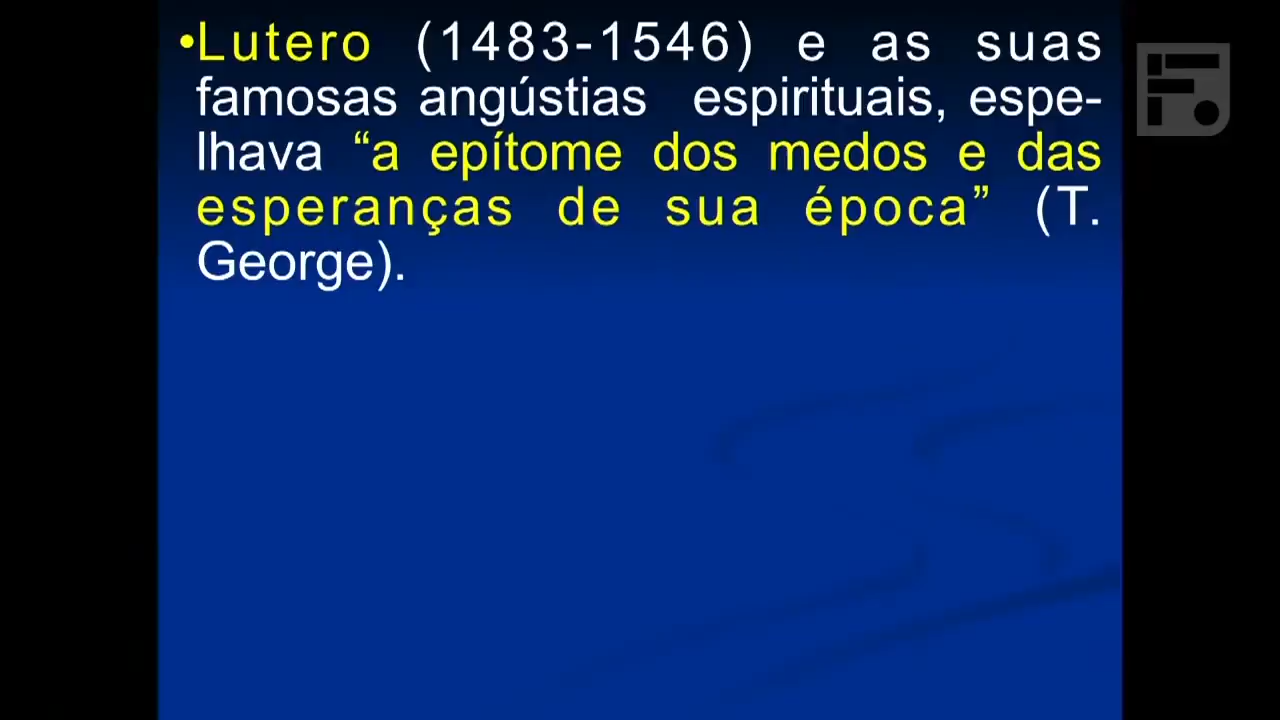 •Lutero (1483-1546) e as suas
famosas angústias espirituais, espe-
lhava “a epítome dos medos e das
esperanças de sua época” (T.
George).